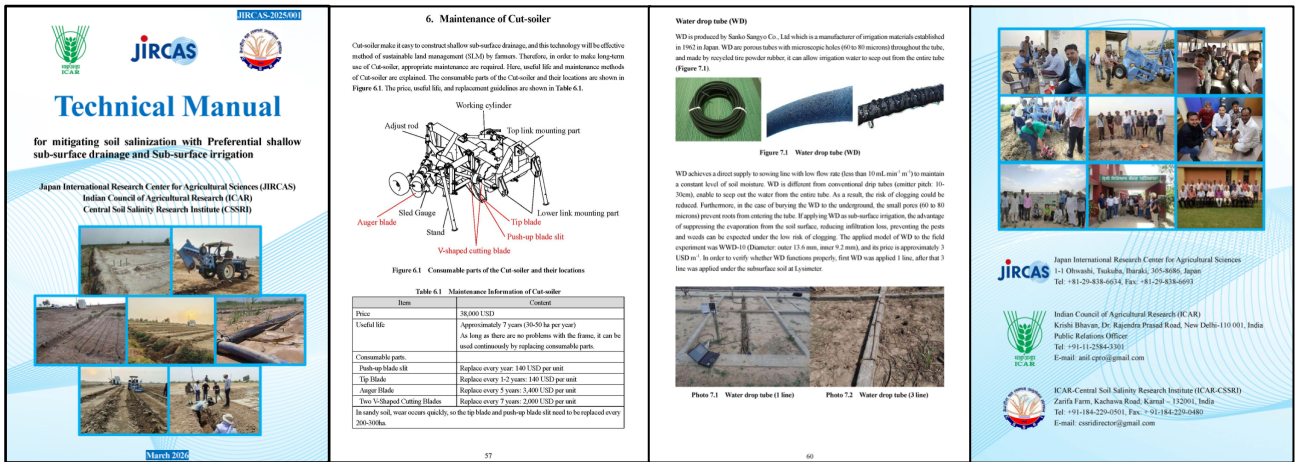 JIRCAS-2025/001
ICAR
JIRCAS
Technical Manual
for mitigating soil salinization with Preferential shallow
sub-surface drainage and Sub-surface irrigation
Japan International Research Center for Agricultural Sciences (JIRCAS)
Indian Council of Agricultural Research (ICAR)
Central Soil Salinity Research Institute (CSSRI)
March 2026
6. Maintenance of Cut-soiler
Cut-soiler make it easy to construct shallow sub-surface drainage, and this technology will be effective
method of sustainable land management (SLM) by farmers. Therefore, in order to make long-term
use of Cut-soiler, appropriate maintenance are required. Here, useful life and maintenance methods
of Cut-soiler are explained. The consumable parts of the Cut-soiler and their locations are shown in
Figure 6.1. The price, useful life, and replacement guidelines are shown in Table 6.1.
Working cylinder
Adjust rod
Top link mounting part
Sled Gauge
Lower link mounting part
Auger blade
Tip blade
Stand
Push-up blade slit
V-shaped cutting blade
Figure 6.1 Consumable parts of the Cut-soiler and their locations
Table 6.1 Maintenance Information of Cut-soiler
Item Content
Price 38,000 USD
Useful life Approximately 7 years (30-50 ha per year)
As long as there are no problems with the frame, it can be
used continuously by replacing consumable parts.
Consumable parts.
Push-up blade slit Replace every year: 140 USD per unit
Tip Blade Replace every 1-2 years: 140 USD per unit
Auger Blade Replace every 5 years: 3,400 USD per unit
Two V-Shaped Cutting Blades Replace every 7 years: 2,000 USD per unit
In sandy soil, wear occurs quickly, so the tip blade and push-up blade slit need to be replaced every
200-300ha.
57
Water drop tube (WD)
WD is produced by Sanko Sangyo Co., Ltd which is a manufacturer of irrigation materials established
in 1962 in Japan. WD are porous tubes with microscopic holes (60 to 80 microns) throughout the tube,
and made by recycled tire powder rubber, it can allow irrigation water to seep out from the entire tube
(Figure 7.1).
Figure 7.1 Water drop tube (WD)
WD achieves a direct supply to sowing line with low flow rate (less than 10 mL min⁻¹ m⁻¹) to maintain
a constant level of soil moisture. WD is different from conventional drip tubes (emitter pitch: 10-
30cm), enable to seep out the water from the entire tube. As a result, the risk of clogging could be
reduced. Furthermore, in the case of burying the WD to the underground, the small pores (60 to 80
microns) prevent roots from entering the tube. If applying WD as sub-surface irrigation, the advantage
of suppressing the evaporation from the soil surface, reducing infiltration loss, preventing the pests
and weeds can be expected under the low risk of clogging. The applied model of WD to the field
experiment was WWD-10 (Diameter: outer 13.6 mm, inner 9.2 mm), and its price is approximately 3
USD m⁻¹. In order to verify whether WD functions properly, first WD was applied 1 line, after that 3
line was applied under the subsurface soil at Lysimeter.
Photo 7.1 Water drop tube (1 line)
Photo 7.2 Water drop tube (3 line)
60
JIRCAS
Japan International Research Center for Agricultural Sciences
1-1 Ohwashi, Tsukuba, Ibaraki, 305-8686, Japan
Tel: +81-29-838-6634, Fax: +81-29-838-6693
ICAR
Indian Council of Agricultural Research (ICAR)
Krishi Bhavan, Dr. Rajendra Prasad Road, New Delhi-110 001, India
Public Relations Officer
Tel: +91-11-2584-3301
E-mail: anil.cpro@gmail.com
ICAR-Central Soil Salinity Research Institute (ICAR-CSSRI)
Zarifa Farm, Kachawa Road, Karnal – 132001, India
Tel: +91-184-229-0501, Fax: + 91-184-229-0480
E-mail: cssridirector@gmail.com